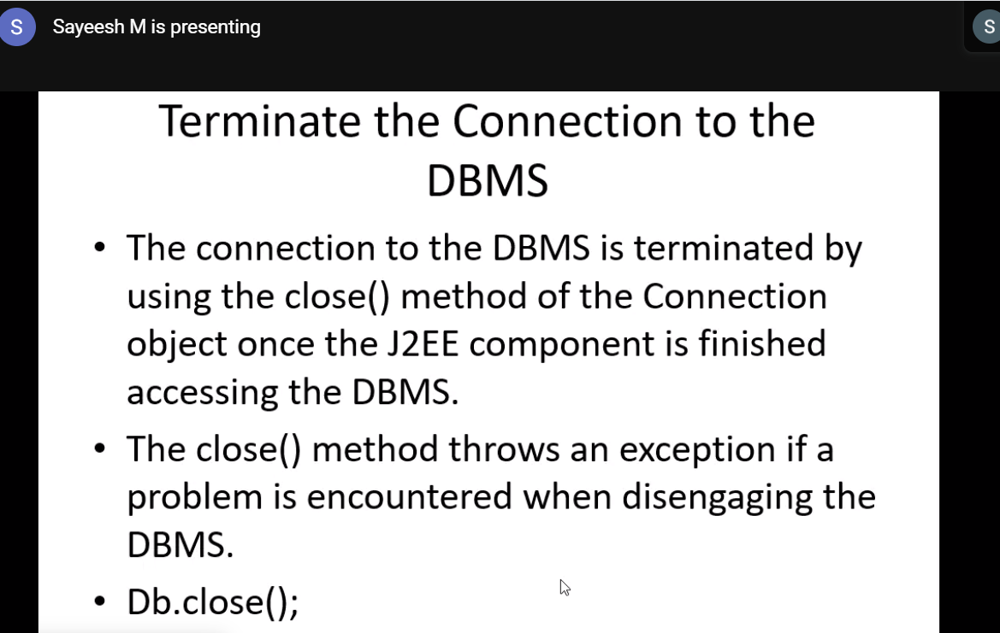 S
Sayeesh M is presenting
S
Terminate the Connection to the
DBMS
• The connection to the DBMS is terminated by
using the close() method of the Connection
object once the J2EE component is finished
accessing the DBMS.
• The close() method throws an exception if a
problem is encountered when disengaging the
DBMS.
• Db.close();